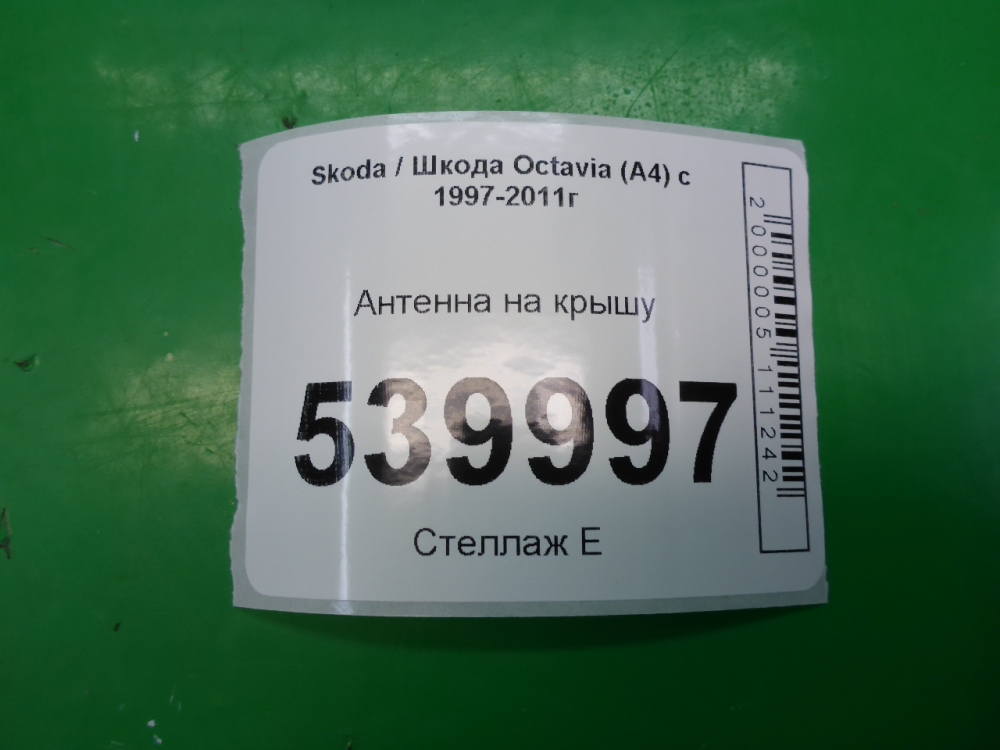 Skoda / Шкода Octavia (A4) с
1997-2011г
Антенна на крышу
539997
Стеллаж Е
2000005111242